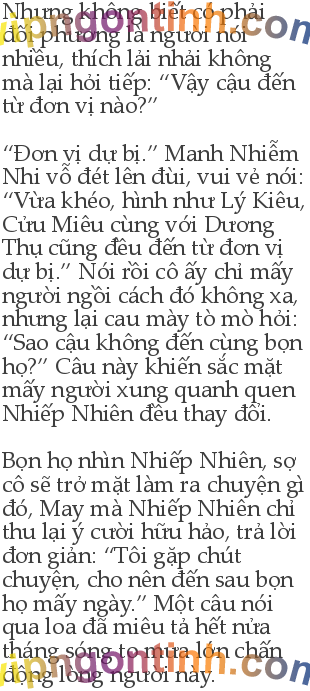 Nhưng không biết có phải
đối phương là người nói
nhiều, thích lải nhải không
mà lại hỏi tiếp: “Vậy cậu đến
từ đơn vị nào?”

“Đơn vị dự bị.” Manh Nhiễm
Nhi vỗ đét lên đùi, vui vẻ nói:
“Vừa khéo, hình như Lý Kiêu,
Cửu Miêu cùng với Dương
Thụ cũng đều đến từ đơn vị
dự bị.” Nói rồi cô ấy chỉ mấy
người ngồi cách đó không xa,
nhưng lại cau mày tò mò hỏi:
“Sao cậu không đến cùng bọn
họ?” Câu này khiến sắc mặt
mấy người xung quanh quen
Nhiếp Nhiên đều thay đổi.

Bọn họ nhìn Nhiếp Nhiên, sợ
cô sẽ trở mặt làm ra chuyện gì
đó, May mà Nhiếp Nhiên chỉ
thu lại ý cười hữu hảo, trả lời
đơn giản: “Tôi gặp chút
chuyện, cho nên đến sau bọn
họ mấy ngày.” Một câu nói
qua loa đã miêu tả hết nửa
tháng sóng to mưa lớn chấn
động lòng người này.
vipngontinh.com
vipngontinh.com